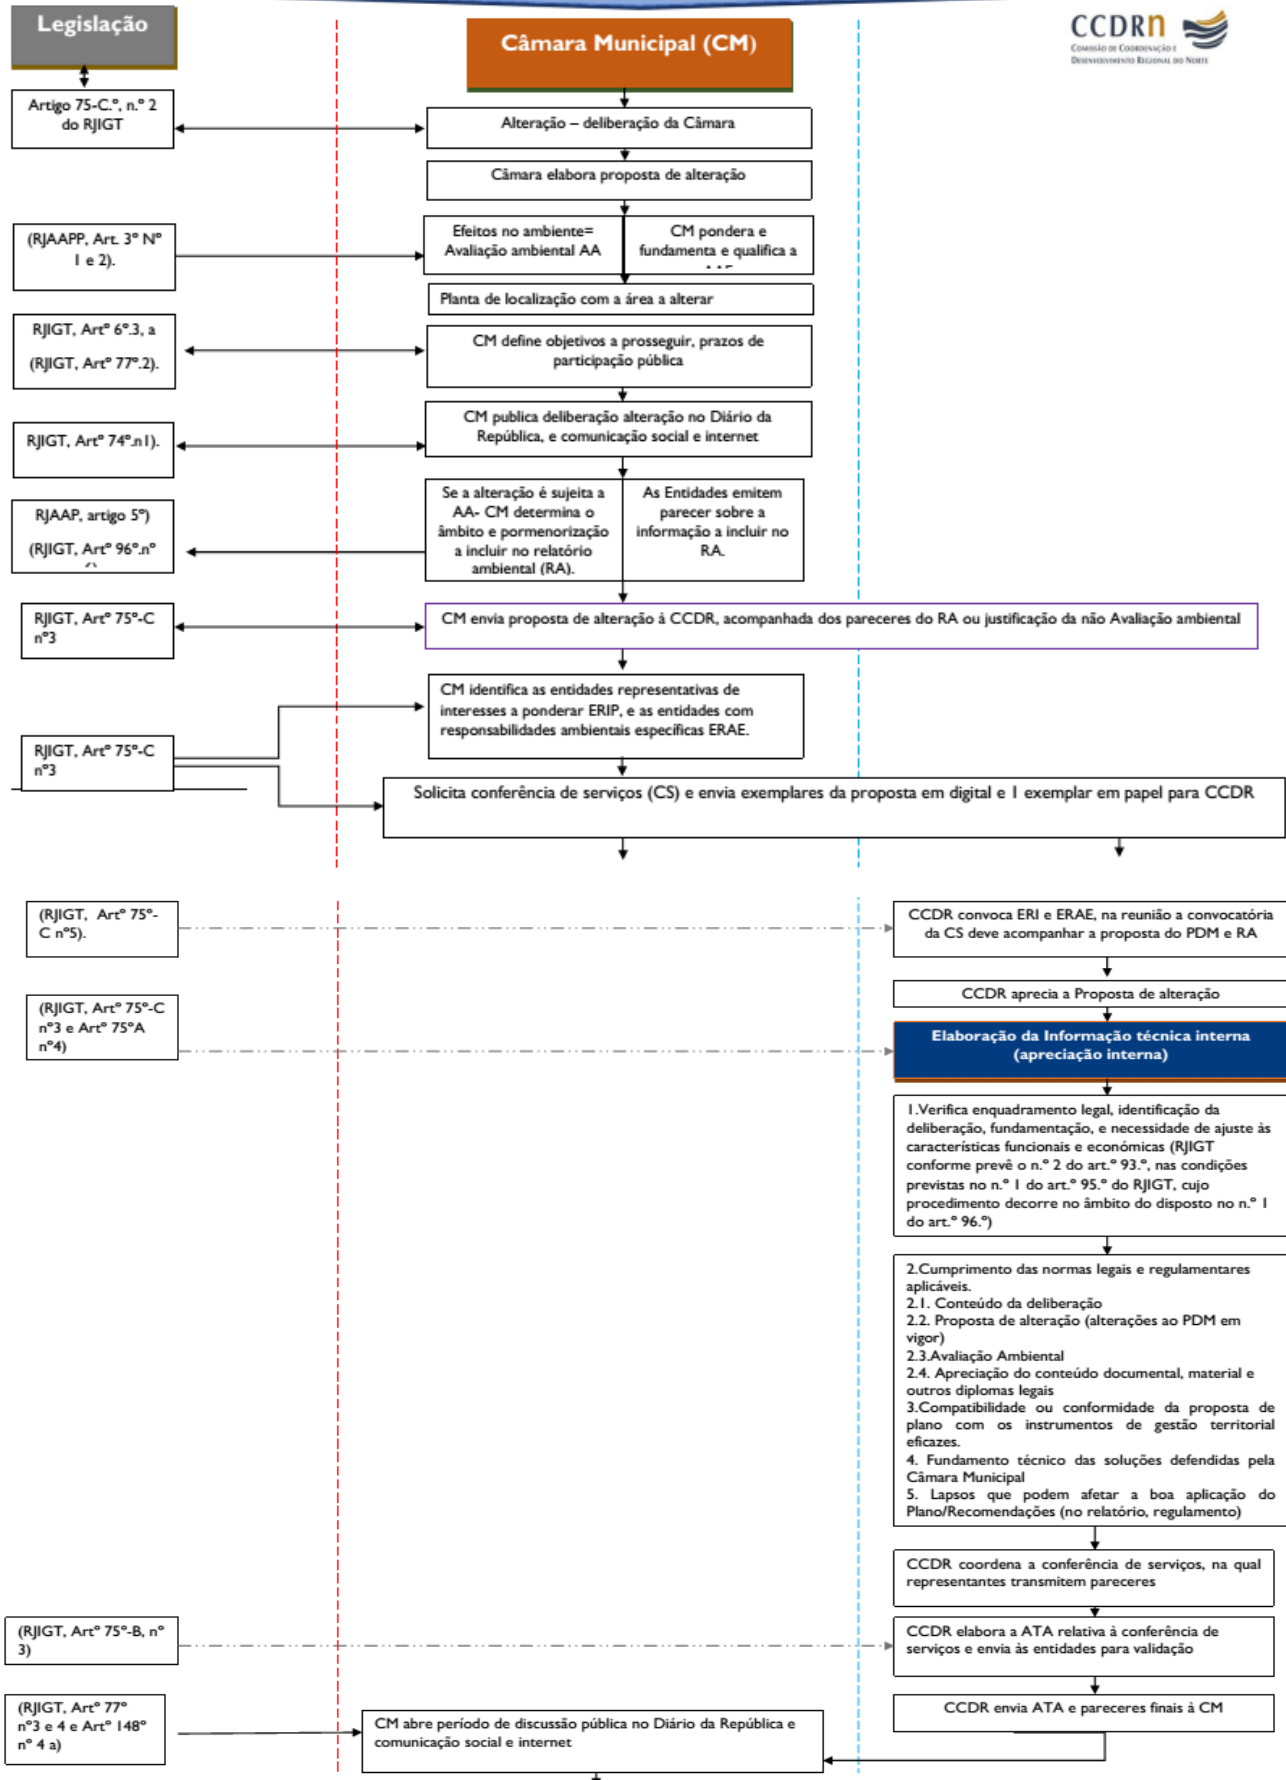 Legislação
Câmara Municipal (CM)
CCDRn
Comissão de Coordenação e
Desenvolvimento Regional do Norte
Artigo 75-C.º, n.º 2
do RJIGT
Alteração – deliberação da Câmara
Câmara elabora proposta de alteração
(RJAAPP, Art. 3º Nº
1 e 2).
Efeitos no ambiente=
Avaliação ambiental AA
CM pondera e
fundamenta e qualifica a
Planta de localização com a área a alterar
RJIGT, Artº 6º.3, a
(RJIGT, Artº 77º.2).
CM define objetivos a prosseguir, prazos de
participação pública
RJIGT, Artº 74º.n1).
CM publica deliberação alteração no Diário da
República, e comunicação social e internet
RJAAP, artigo 5º)
(RJIGT, Artº 96º.nº
Se a alteração é sujeita a
AA- CM determina o
âmbito e pormenorização
a incluir no relatório
ambiental (RA).
As Entidades emitem
parecer sobre a
informação a incluir no
RA.
RJIGT, Artº 75º-C
nº3
CM envia proposta de alteração à CCDR, acompanhada dos pareceres do RA ou justificação da não Avaliação ambiental
CM identifica as entidades representativas de
interesses a ponderar ERIP, e as entidades com
responsabilidades ambientais específicas ERAE.
RJIGT, Artº 75º-C
nº3
Solicita conferência de serviços (CS) e envia exemplares da proposta em digital e 1 exemplar em papel para CCDR
(RJIGT, Artº 75º-
C nº5).
CCDR convoca ERI e ERAE, na reunião a convocatória
da CS deve acompanhar a proposta do PDM e RA
CCDR aprecia a Proposta de alteração
(RJIGT, Artº 75º-C
nº3 e Artº 75ºA
nº4)
Elaboração da Informação técnica interna
(apreciação interna)
1.Verifica enquadramento legal, identificação da
deliberação, fundamentação, e necessidade de ajuste às
características funcionais e económicas (RJIGT
conforme prevê o n.º 2 do art.º 93.º, nas condições
previstas no n.º 1 do art.º 95.º do RJIGT, cujo
procedimento decorre no âmbito do disposto no n.º 1
do art.º 96.º)
2.Cumprimento das normas legais e regulamentares
aplicáveis.
2.1. Conteúdo da deliberação
2.2. Proposta de alteração (alterações ao PDM em
vigor)
2.3.Avaliação Ambiental
2.4. Apreciação do conteúdo documental, material e
outros diplomas legais
3.Compatibilidade ou conformidade da proposta de
plano com os instrumentos de gestão territorial
eficazes.
4. Fundamento técnico das soluções defendidas pela
Câmara Municipal
5. Lapsos que podem afetar a boa aplicação do
Plano/Recomendações (no relatório, regulamento)
CCDR coordena a conferência de serviços, na qual
representantes transmitem pareceres
(RJIGT, Artº 75º-B, nº
3)
CCDR elabora a ATA relativa à conferência de
serviços e envia às entidades para validação
CCDR envia ATA e pareceres finais à CM
(RJIGT, Artº 77º
nº3 e 4 e Artº 148º
nº 4 a)
CM abre período de discussão pública no Diário da República e
comunicação social e internet